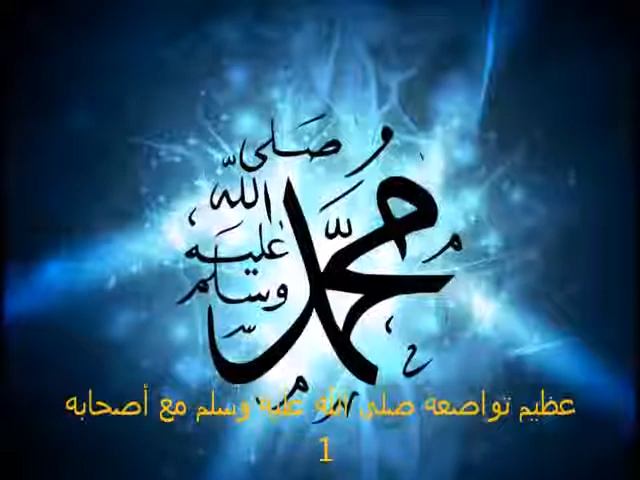 صلى
الله
عليه
وسلم
محمد
عظيم تواضعه صلى الله عليه وسلم مع أصحابه
1